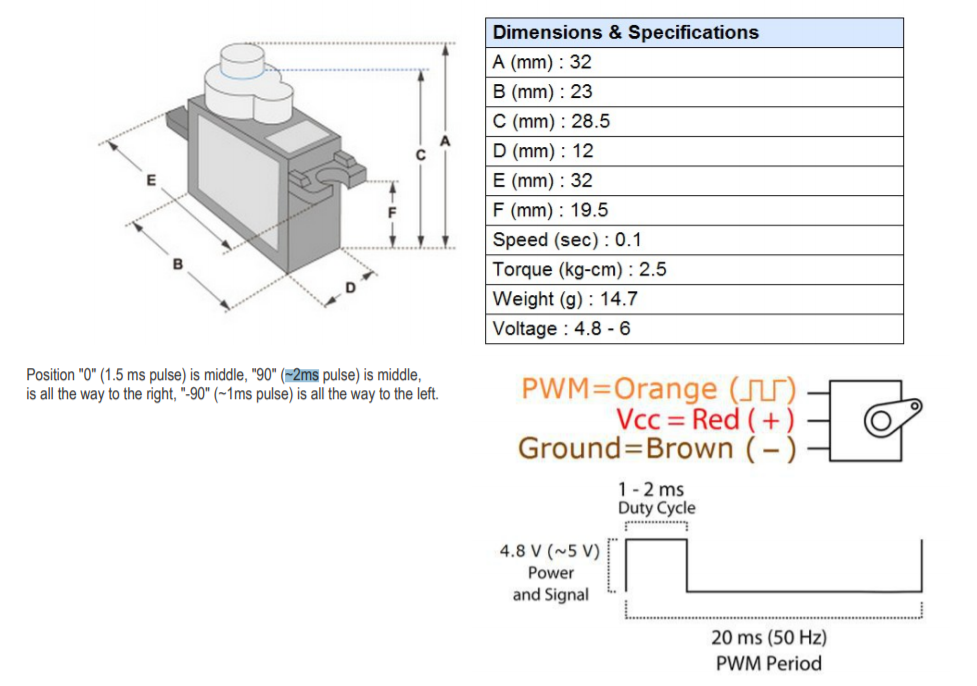 A
C
E
F
B
D
Dimensions & Specifications
A (mm) : 32
B (mm) : 23
C (mm) : 28.5
D (mm) : 12
E (mm) : 32
F (mm) : 19.5
Speed (sec) : 0.1
Torque (kg-cm) : 2.5
Weight (g) : 14.7
Voltage : 4.8 - 6
Position "0" (1.5 ms pulse) is middle, "90" (~2ms pulse) is middle,
is all the way to the right, "-90" (~1ms pulse) is all the way to the left.
PWM=Orange ( )
Vcc = Red ( + )
Ground=Brown ( − )
1 - 2 ms
Duty Cycle
4.8 V (~5 V)
Power
and Signal
20 ms (50 Hz)
PWM Period